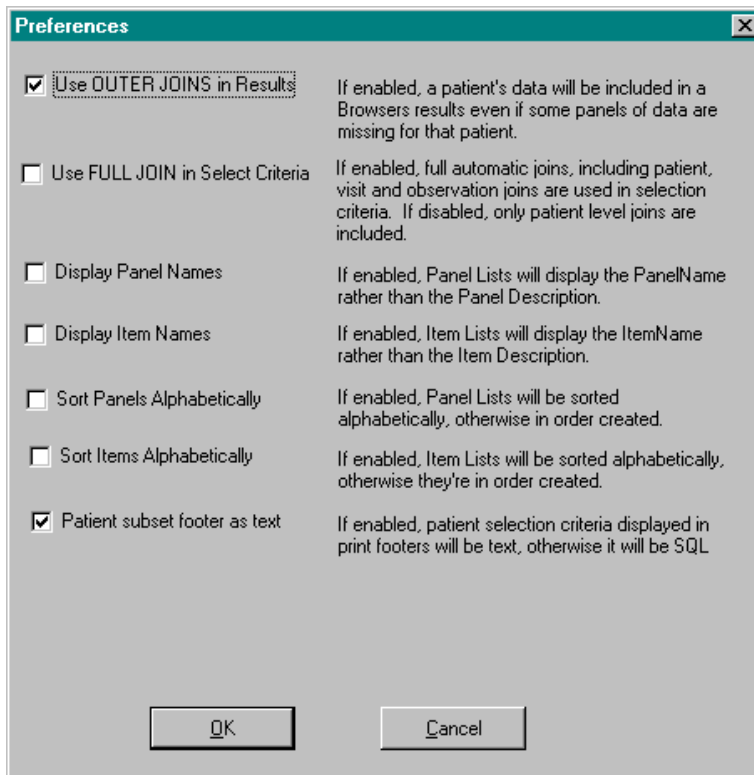 Preferences
Use OUTER JOINS in Results
If enabled, a patient's data will be included in a
Browsers results even if some panels of data are
missing for that patient.
Use FULL JOIN in Select Criteria
If enabled, full automatic joins, including patient,
visit and observation joins are used in selection
criteria.  If disabled, only patient level joins are
included.
Display Panel Names
If enabled, Panel Lists will display the PanelName
rather than the Panel Description.
Display Item Names
If enabled, Item Lists will display the ItemName
rather than the Item Description.
Sort Panels Alphabetically
If enabled, Panel Lists will be sorted
alphabetically, otherwise in order created.
Sort Items Alphabetically
If enabled, Item Lists will be sorted alphabetically,
otherwise they're in order created.
Patient subset footer as text
If enabled, patient selection criteria displayed in
print footers will be text, otherwise it will be SQL
OK
Cancel